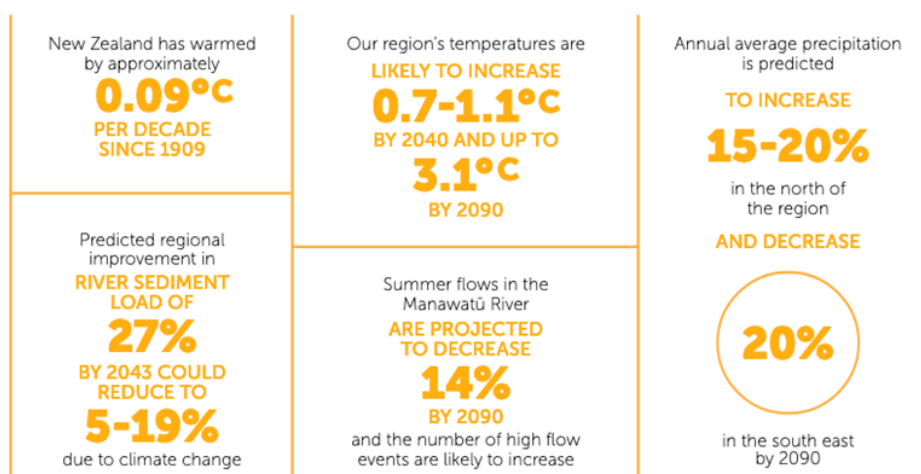 New Zealand has warmed
by approximately
0.09°C
PER DECADE
SINCE 1909
Predicted regional
improvement in
RIVER SEDIMENT
LOAD OF
27%
BY 2043 COULD
REDUCE TO
5-19%
due to climate change
Our region's temperatures are
LIKELY TO INCREASE
0.7-1.1°C
BY 2040 AND UP TO
3.1°C
BY 2090
Summer flows in the
Manawatū River
ARE PROJECTED
TO DECREASE
14%
BY 2090
and the number of high flow
events are likely to increase
Annual average precipitation
is predicted
TO INCREASE
15-20%
in the north of
the region
AND DECREASE
20%
in the south east
by 2090